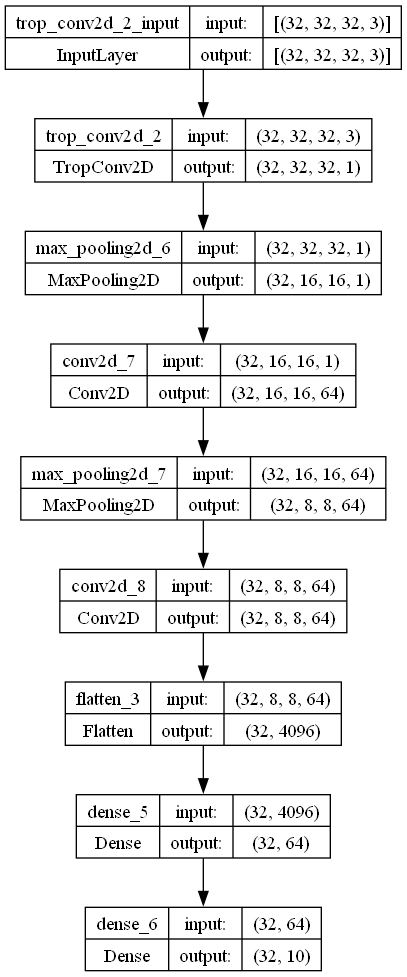 trop_conv2d_2_input input: [(32, 32, 32, 3)]
InputLayer output: [(32, 32, 32, 3)]
trop_conv2d_2 input: (32, 32, 32, 3)
TropConv2D output: (32, 32, 32, 1)
max_pooling2d_6 input: (32, 32, 32, 1)
MaxPooling2D output: (32, 16, 16, 1)
conv2d_7 input: (32, 16, 16, 1)
Conv2D output: (32, 16, 16, 64)
max_pooling2d_7 input: (32, 16, 16, 64)
MaxPooling2D output: (32, 8, 8, 64)
conv2d_8 input: (32, 8, 8, 64)
Conv2D output: (32, 8, 8, 64)
flatten_3 input: (32, 8, 8, 64)
Flatten output: (32, 4096)
dense_5 input: (32, 4096)
Dense output: (32, 64)
dense_6 input: (32, 64)
Dense output: (32, 10)